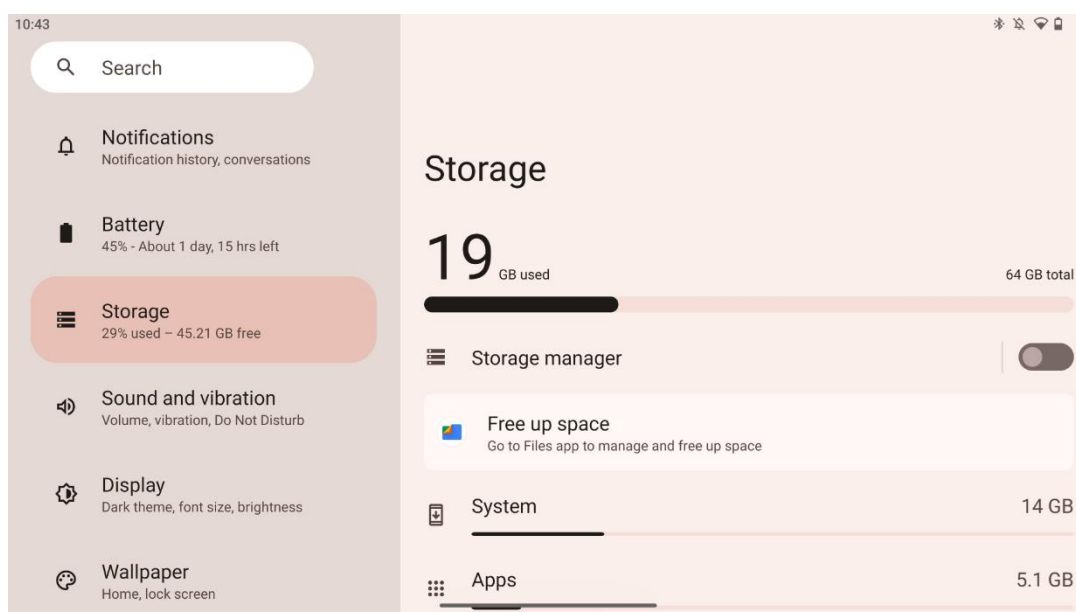 10:43
Search
Notifications
Notification history, conversations
Battery
45% - About 1 day, 15 hrs left
Storage
29% used – 45.21 GB free
Sound and vibration
Volume, vibration, Do Not Disturb
Display
Dark theme, font size, brightness
Wallpaper
Home, lock screen
Storage
19 GB used
64 GB total
Storage manager
Free up space
Go to Files app to manage and free up space
System
14 GB
Apps
5.1 GB